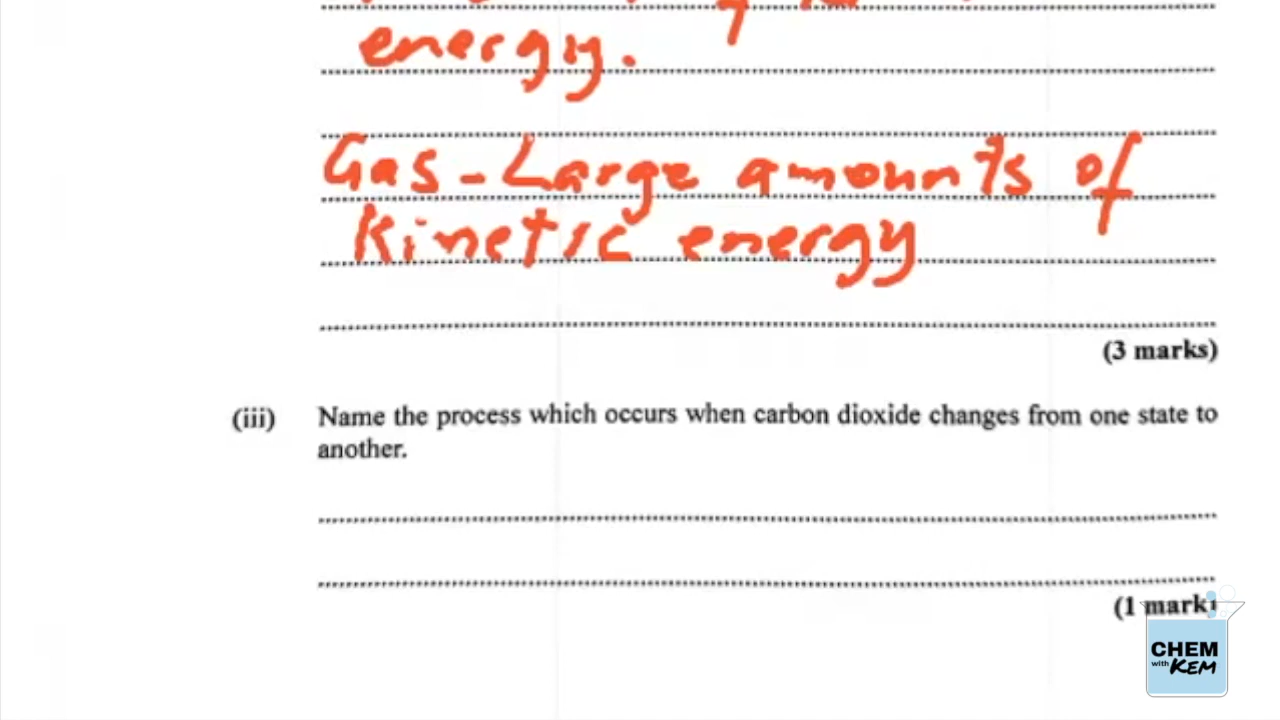 energy.
Gas - Large amounts of
Kinetic energy
(3 marks)
(iii) Name the process which occurs when carbon dioxide changes from one state to
another.
(1 mark)
CHEM
with KEM